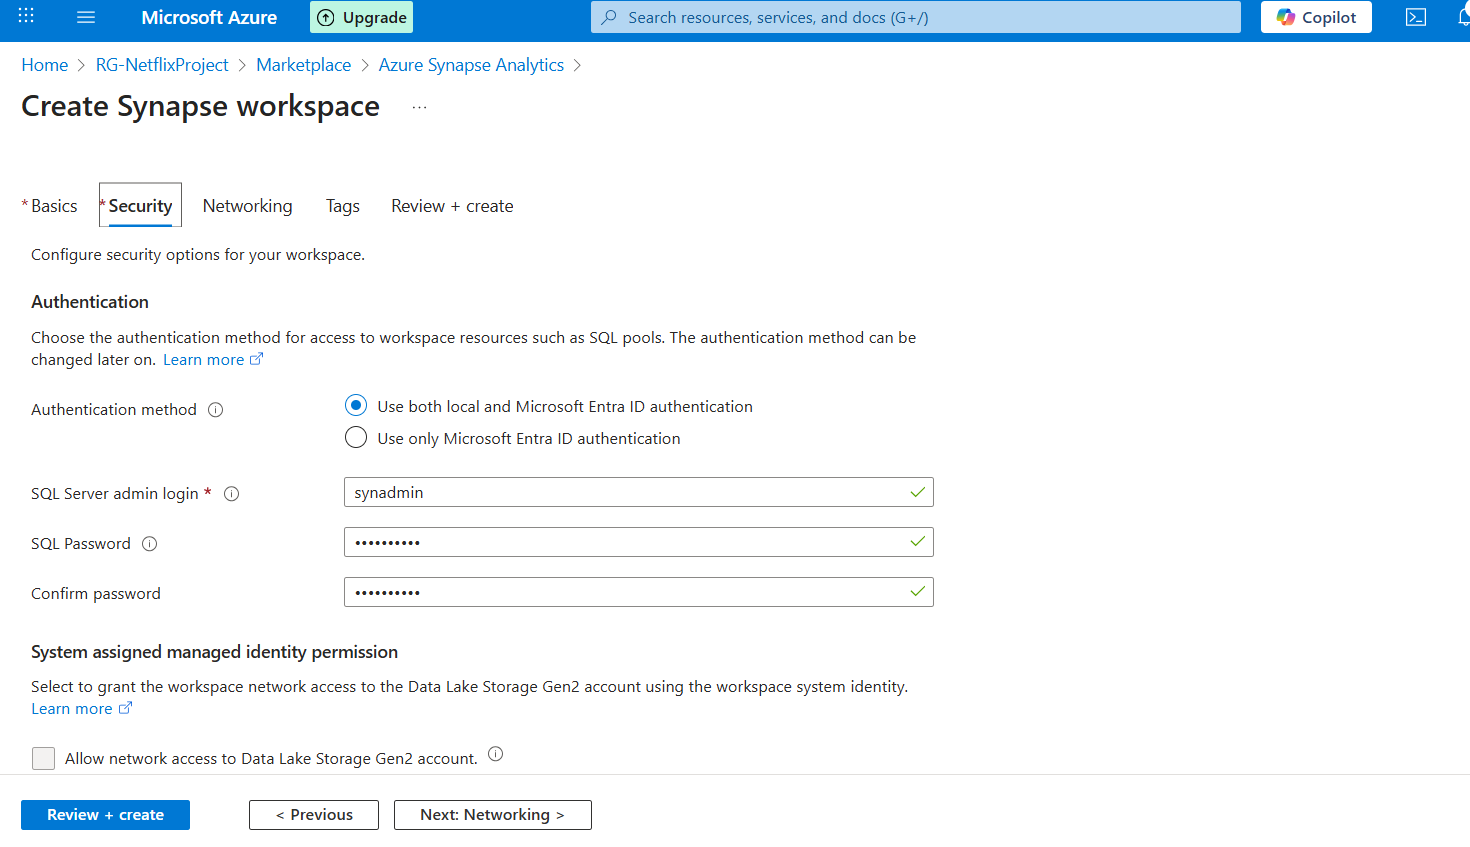 Microsoft Azure
Upgrade
Search resources, services, and docs (G+/)
Copilot
Home > RG-NetflixProject > Marketplace > Azure Synapse Analytics >
Create Synapse workspace ...
* Basics * Security Networking Tags Review + create
Configure security options for your workspace.
Authentication
Choose the authentication method for access to workspace resources such as SQL pools. The authentication method can be
changed later on. Learn more
Authentication method
Use both local and Microsoft Entra ID authentication
Use only Microsoft Entra ID authentication
SQL Server admin login *
synadmin
SQL Password
••••••••••
Confirm password
••••••••••
System assigned managed identity permission
Select to grant the workspace network access to the Data Lake Storage Gen2 account using the workspace system identity.
Learn more
Allow network access to Data Lake Storage Gen2 account.
Review + create
< Previous
Next: Networking >